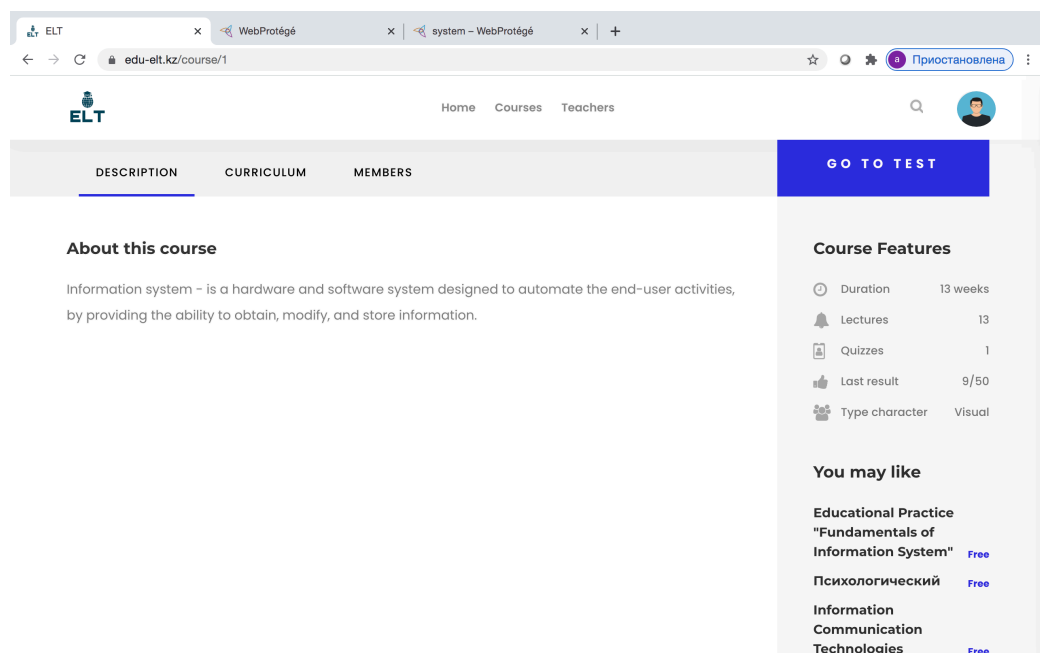 ELT
WebProtégé
system – WebProtégé
edu-elt.kz/course/1
a Приостановлена
ELT
Home Courses Teachers
DESCRIPTION CURRICULUM MEMBERS
GO TO TEST
About this course
Information system - is a hardware and software system designed to automate the end-user activities,
by providing the ability to obtain, modify, and store information.
Course Features
Duration 13 weeks
Lectures 13
Quizzes 1
Last result 9/50
Type character Visual
You may like
Educational Practice
"Fundamentals of
Information System" Free
Психологический Free
Information
Communication
Technologies Free